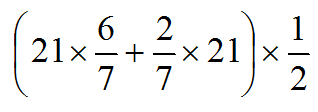 (21 × 6/7 + 2/7 × 21) × 1/2